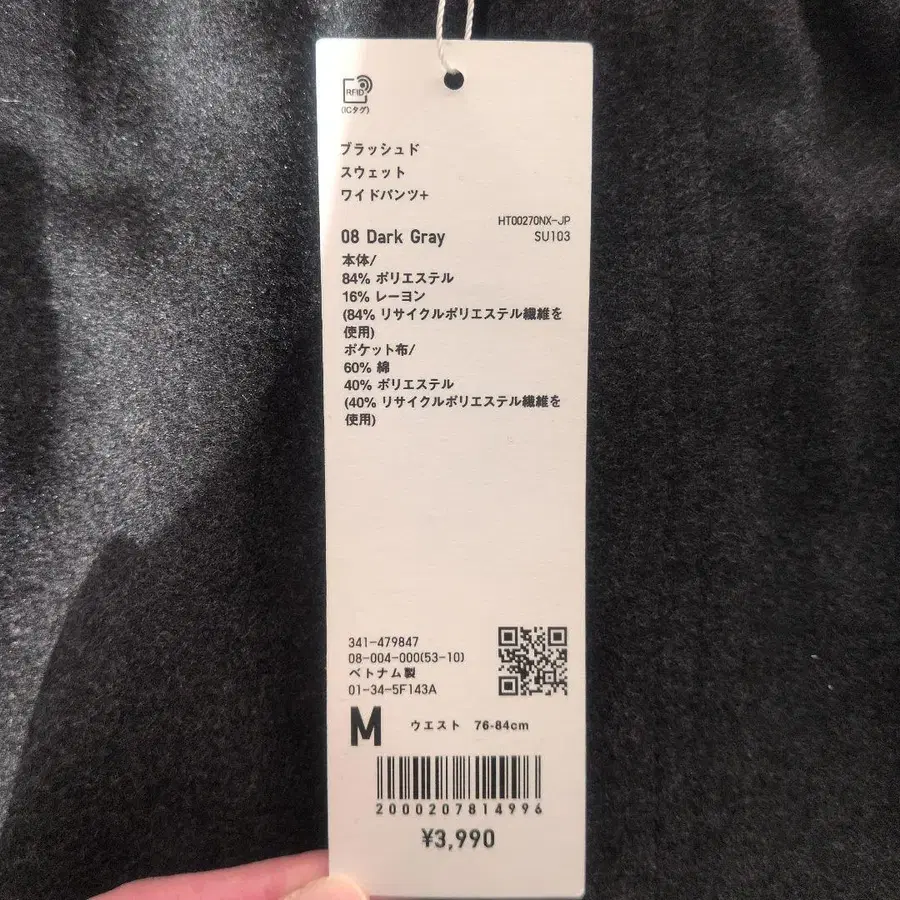 RFID
(ICタグ)
ブラッシュド
スウェット
ワイドパンツ+
HT00270NX-JP
08 Dark Gray SU103
本体/
84% ポリエステル
16% レーヨン
(84% リサイクルポリエステル繊維を
使用)
ポケット布/
60% 綿
40% ポリエステル
(40% リサイクルポリエステル繊維を
使用)
341-479847
08-004-000(53-10)
ベトナム製
01-34-5F143A
M ウエスト 76-84cm
2000207814996
¥3,990